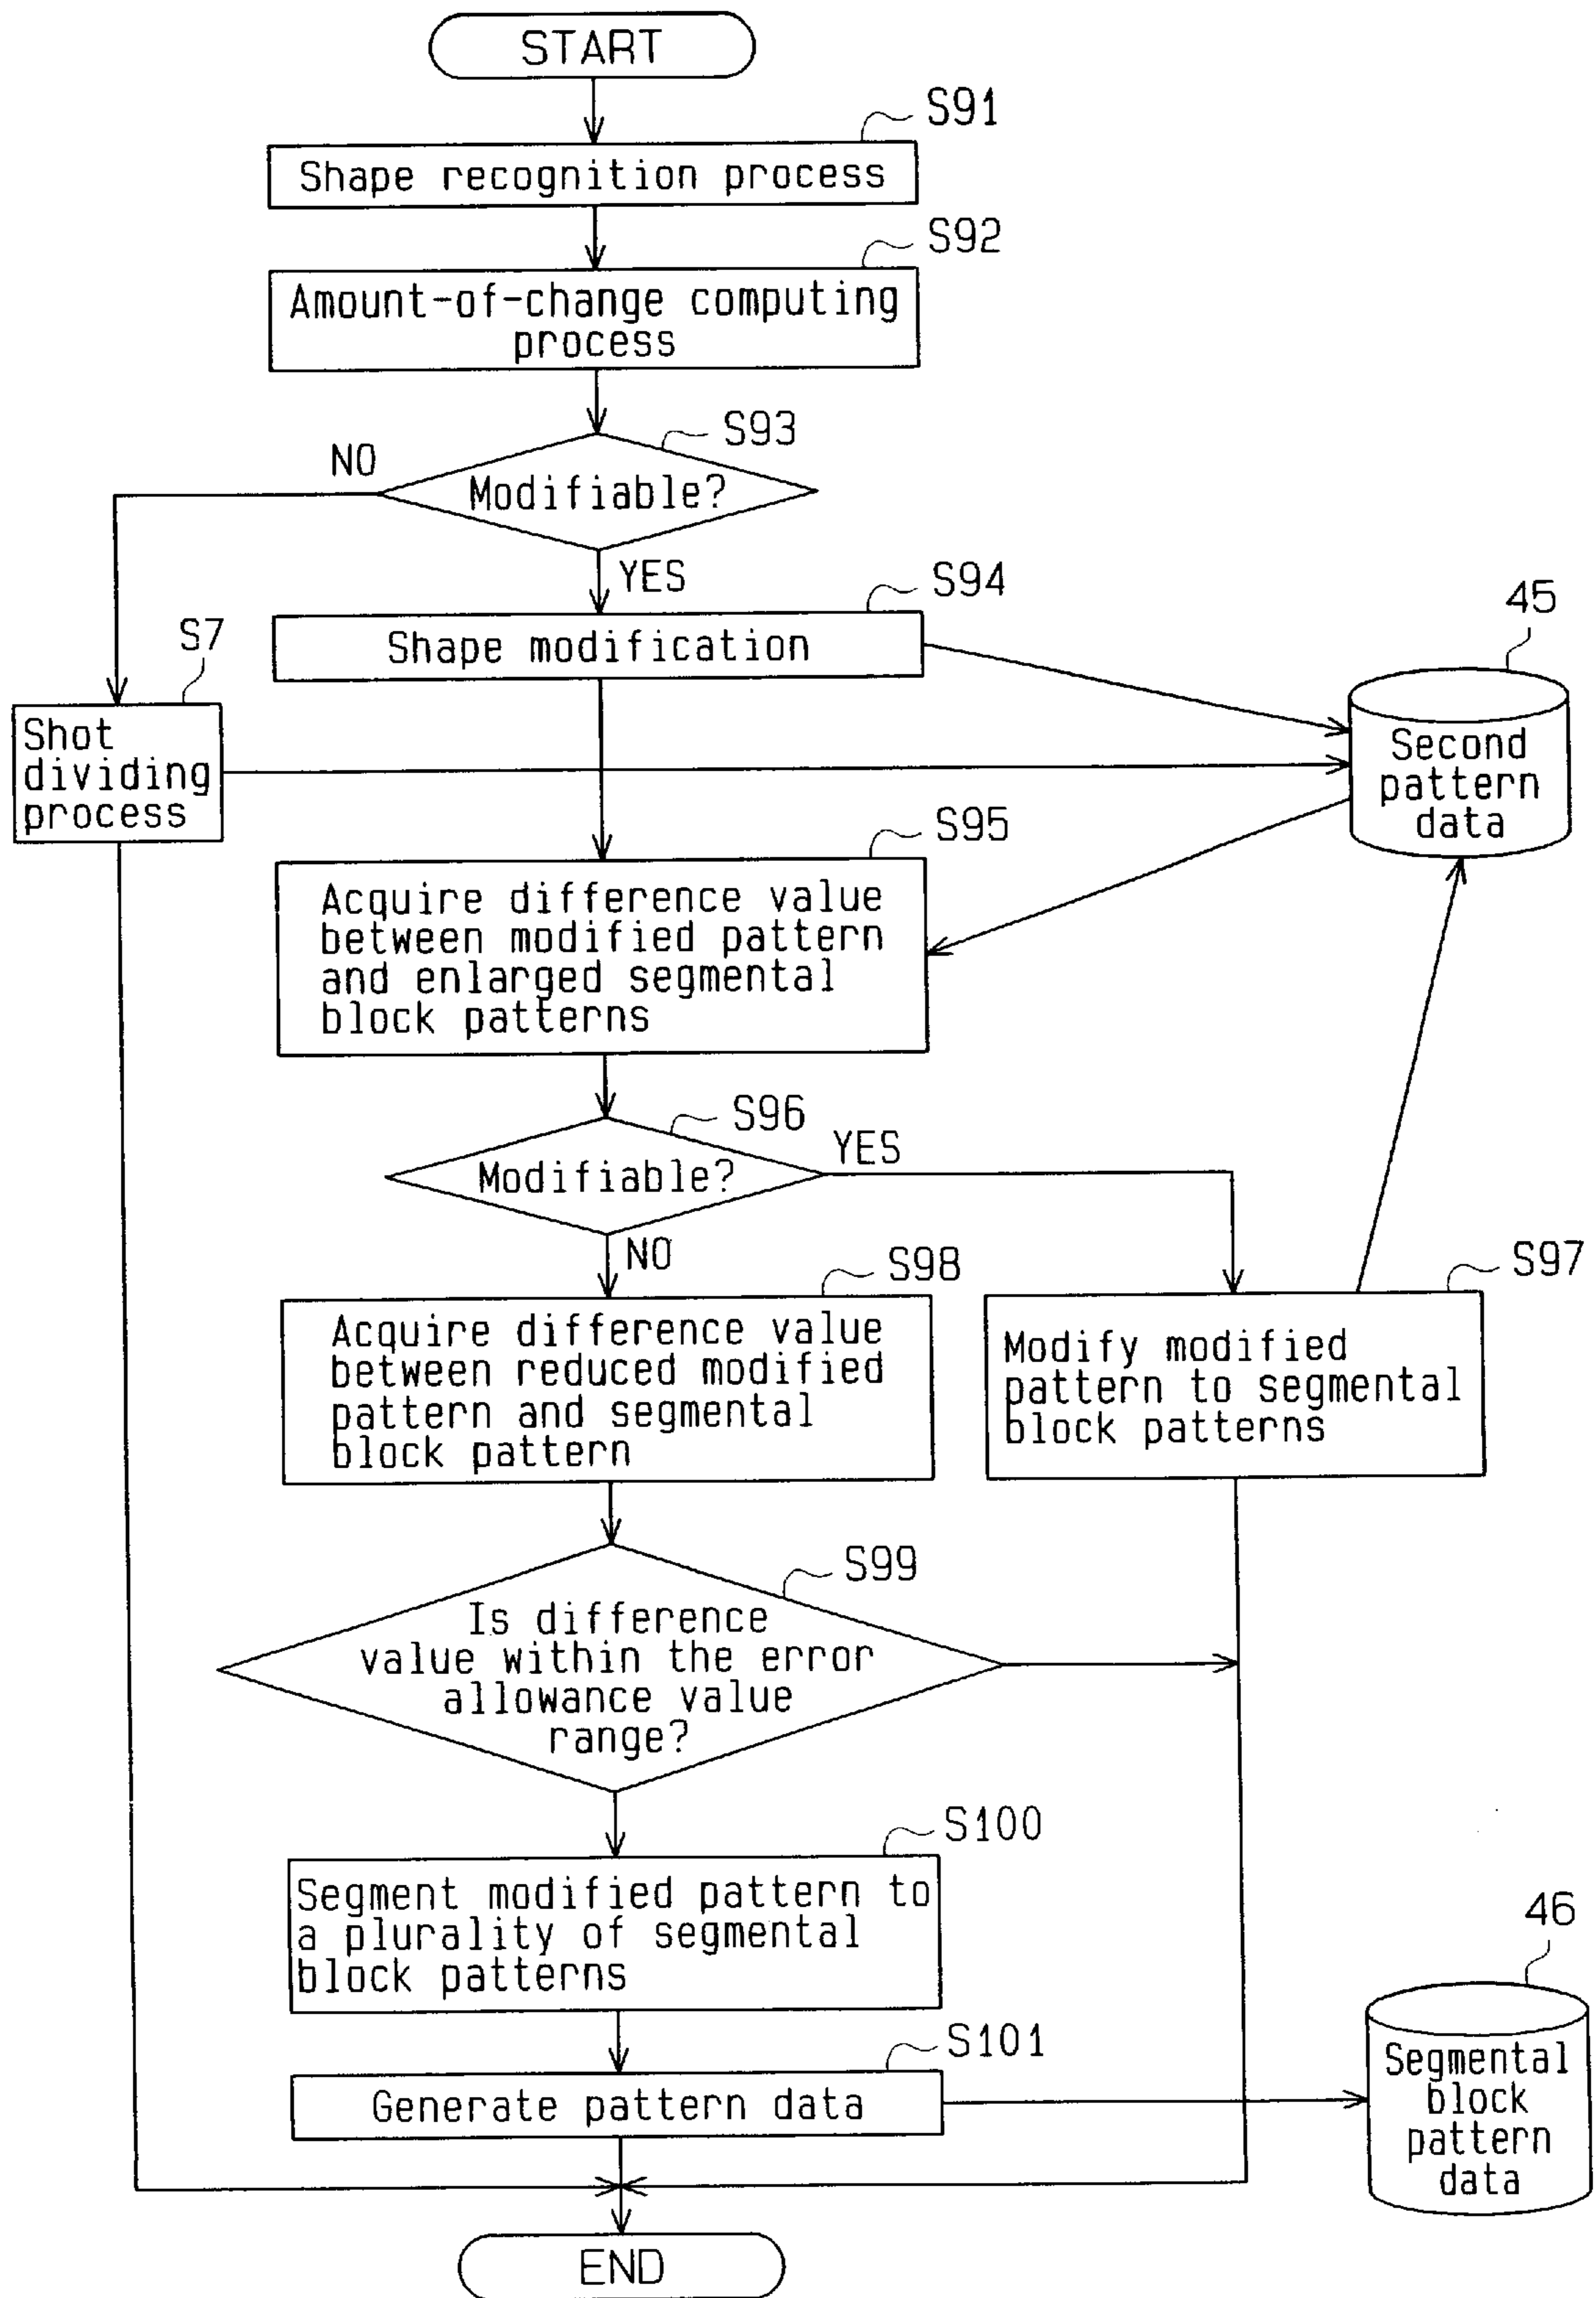 START
S91
Shape recognition process
S92
Amount-of-change computing
process
S93
NO
Modifiable?
YES
S94
Shape modification
S7
Shot
dividing
process
45
Second
pattern
data
S95
Acquire difference value
between modified pattern
and enlarged segmental
block patterns
S96
Modifiable?
YES
NO
S98
Acquire difference value
between reduced modified
pattern and segmental
block pattern
S97
Modify modified
pattern to segmental
block patterns
S99
Is difference
value within the error
allowance value
range?
S100
Segment modified pattern to
a plurality of segmental
block patterns
S101
Generate pattern data
46
Segmental
block
pattern
data
END